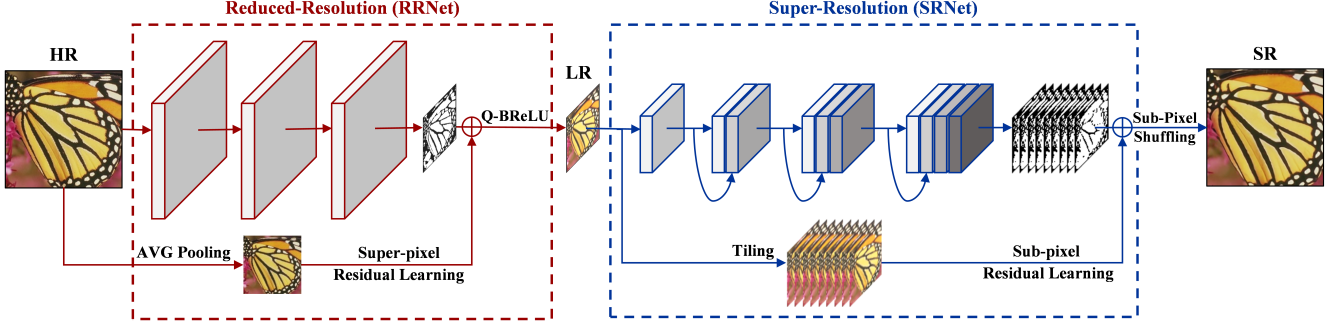 Reduced-Resolution (RRNet)
Super-Resolution (SRNet)
HR
LR
SR
Q-BReLU
Sub-Pixel
Shuffling
AVG Pooling
Super-pixel
Residual Learning
Tiling
Sub-pixel
Residual Learning